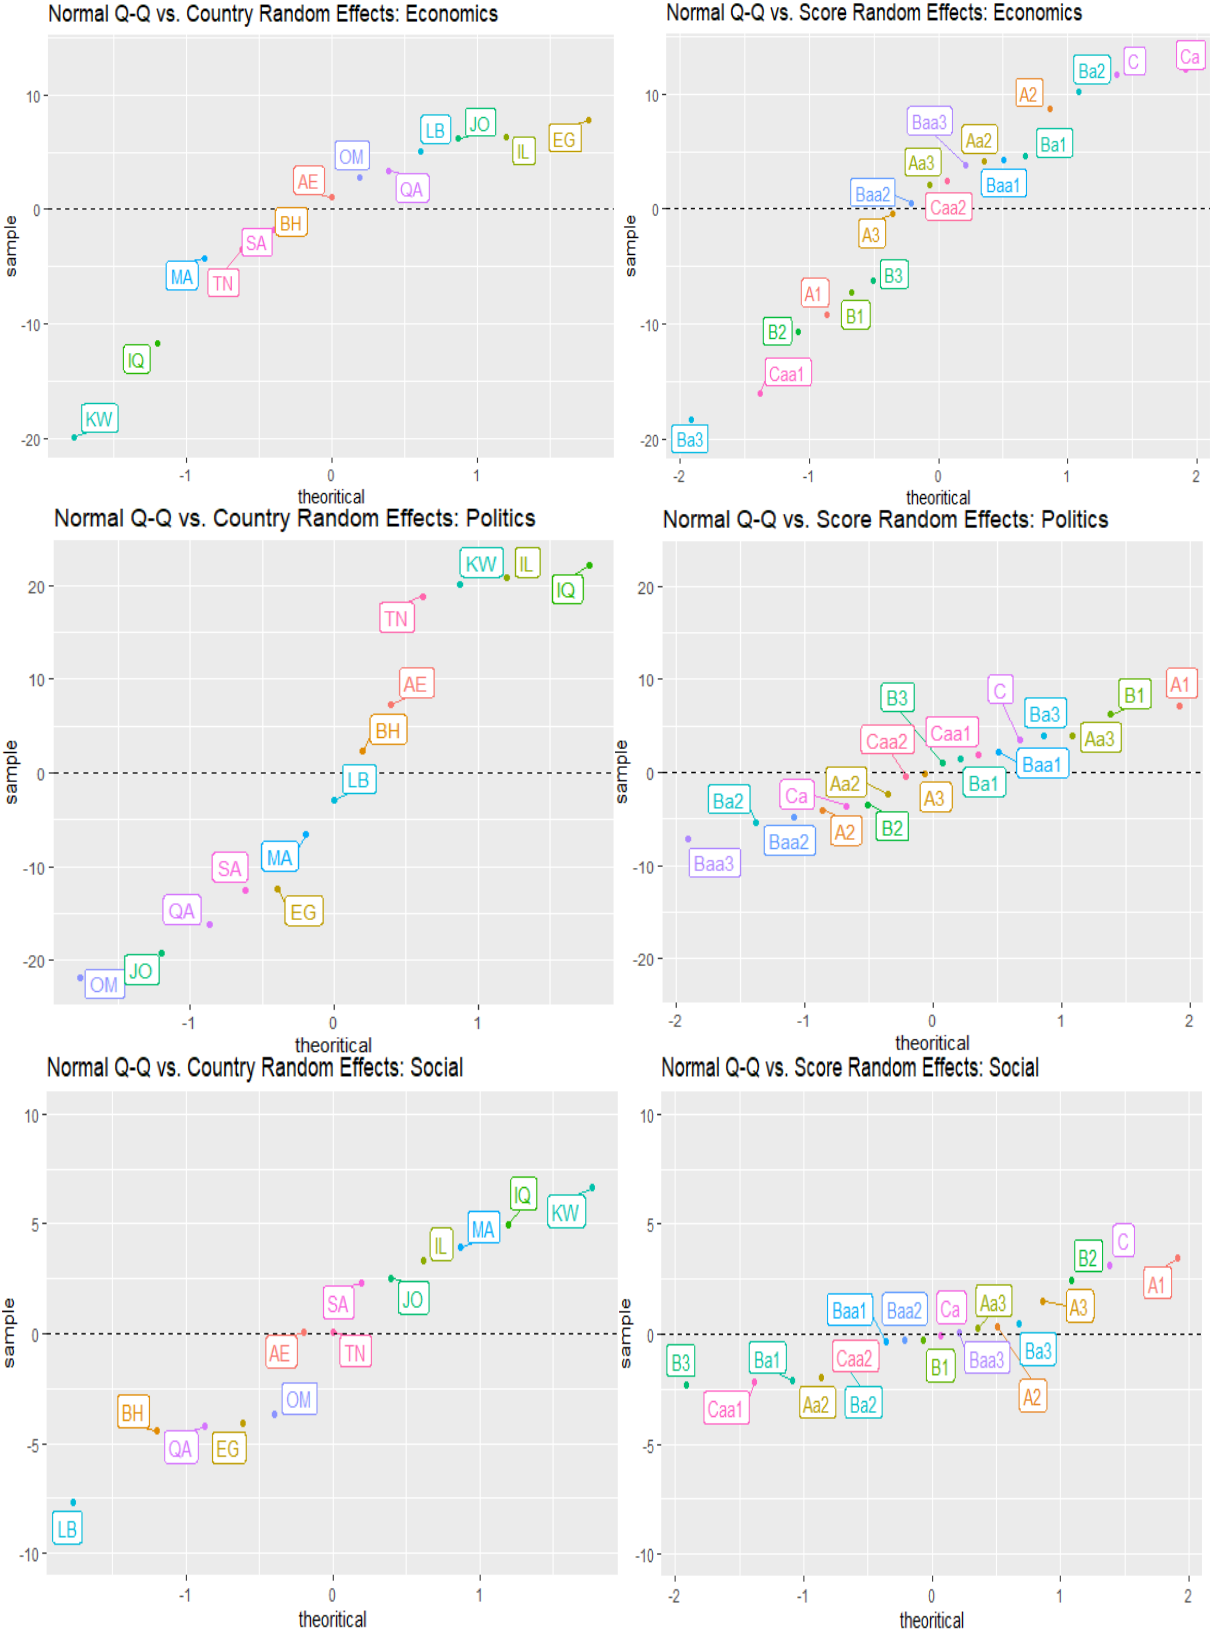 Normal Q-Q vs. Country Random Effects: Economics
10
0
-10
-20
sample
-1
0
1
theoritical
KW
IQ
MA
TN
SA
BH
AE
OM
QA
LB
JO
IL
EG
Normal Q-Q vs. Score Random Effects: Economics
10
0
-10
-20
sample
-2
-1
0
1
2
theoritical
Ba3
Caa1
B2
A1
B1
B3
A3
Baa2
Aa3
Caa2
Baa3
Aa2
Baa1
Ba1
A2
Ba2
C
Ca
Normal Q-Q vs. Country Random Effects: Politics
20
10
0
-10
-20
sample
-1
0
1
theoritical
OM
JO
QA
SA
EG
MA
LB
BH
AE
TN
KW
IL
IQ
Normal Q-Q vs. Score Random Effects: Politics
20
10
0
-10
-20
sample
-2
-1
0
1
2
theoritical
Baa3
Ba2
Baa2
A2
Ca
B2
Aa2
Caa2
A3
B3
Ba1
Caa1
Baa1
C
Ba3
Aa3
B1
A1
Normal Q-Q vs. Country Random Effects: Social
10
5
0
-5
-10
sample
-1
0
1
theoritical
LB
BH
QA
EG
OM
AE
TN
SA
JO
IL
MA
IQ
KW
Normal Q-Q vs. Score Random Effects: Social
10
5
0
-5
-10
sample
-2
-1
0
1
2
theoritical
B3
Caa1
Ba1
Aa2
Caa2
Ba2
Baa1
Baa2
B1
Ca
Baa3
Aa3
A2
Ba3
A3
B2
C
A1